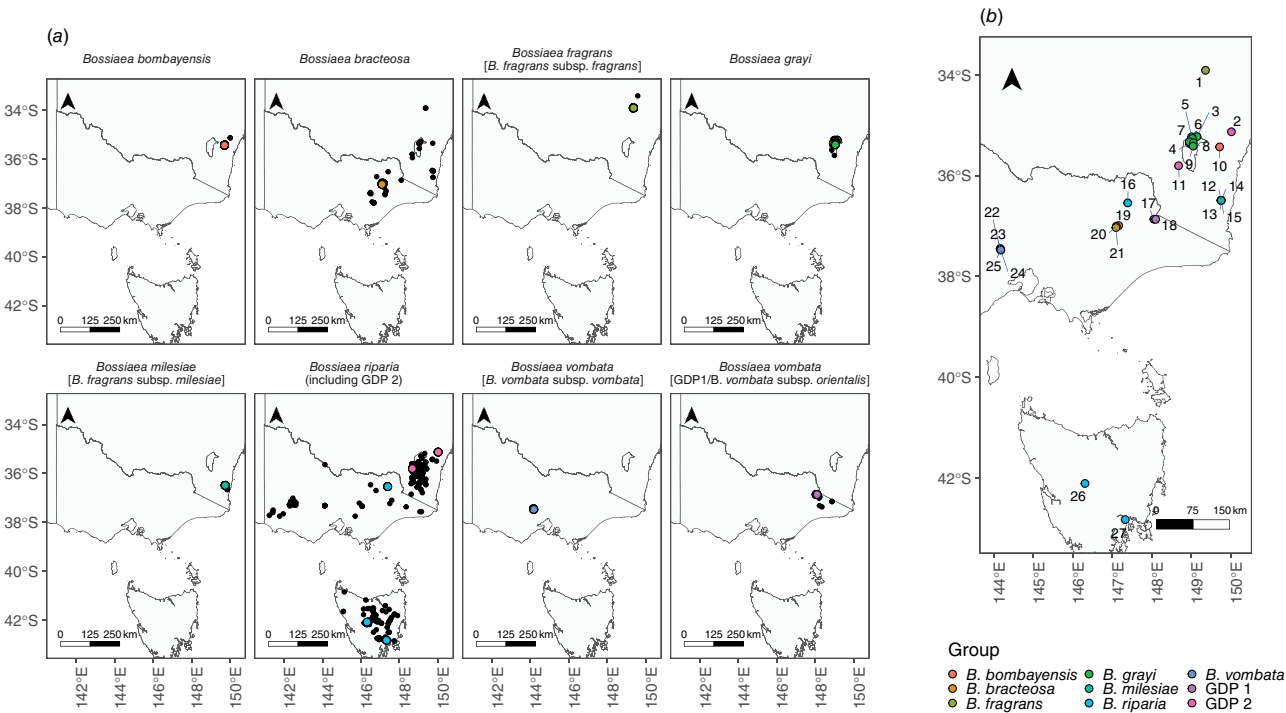 (a)
Bossiaea bombayensis
Bossiaea bracteosa
Bossiaea fragrans
[B. fragrans subsp. fragrans]
Bossiaea grayi
34°S
36°S
38°S
40°S
42°S
0 125 250 km
0 125 250 km
0 125 250 km
0 125 250 km
Bossiaea milesiae
[B. fragrans subsp. milesiae]
Bossiaea riparia
(including GDP 2)
Bossiaea vombata
[B. vombata subsp. vombata]
Bossiaea vombata
[GDP1/B. vombata subsp. orientalis]
34°S
36°S
38°S
40°S
42°S
0 125 250 km
0 125 250 km
0 125 250 km
0 125 250 km
142°E 144°E 146°E 148°E 150°E
142°E 144°E 146°E 148°E 150°E
142°E 144°E 146°E 148°E 150°E
142°E 144°E 146°E 148°E 150°E
(b)
34°S
36°S
38°S
40°S
42°S
1
5
3
2
7
6
4
8
9
10
11
16
12
14
17
13
15
19
18
20
21
22
23
25
24
26
27
0 75 150 km
144°E 145°E 146°E 147°E 148°E 149°E 150°E
Group
B. bombayensis B. grayi B. vombata
B. bracteosa B. milesiae GDP 1
B. fragrans B. riparia GDP 2